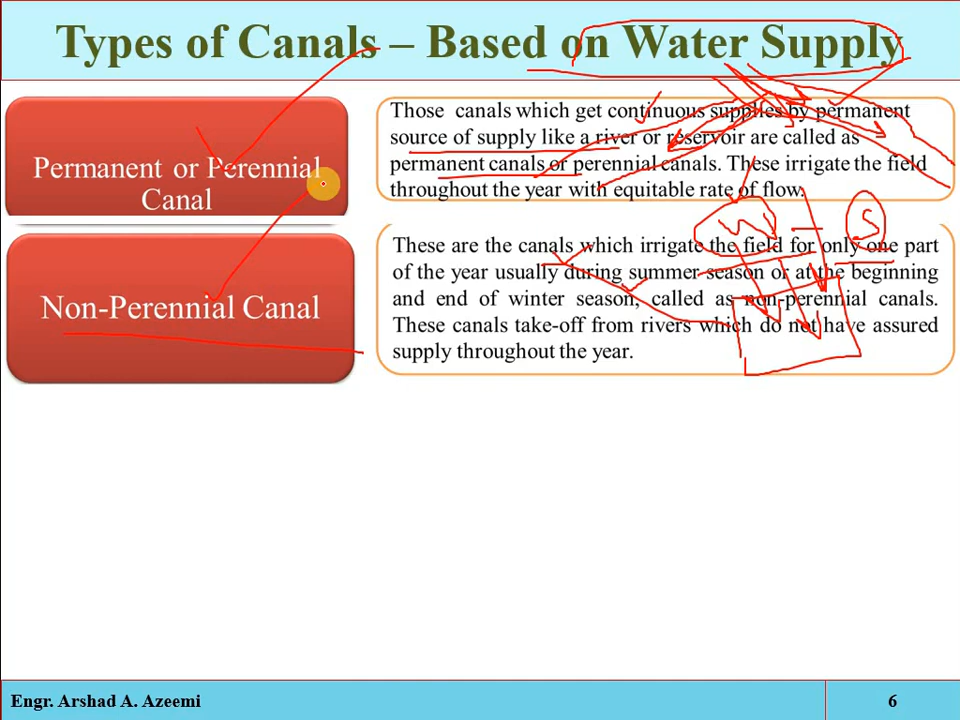 Types of Canals – Based on Water Supply
Permanent or Perennial
Canal
Those canals which get continuous supplies by permanent
source of supply like a river or reservoir are called as
permanent canals or perennial canals. These irrigate the field
throughout the year with equitable rate of flow.
Non-Perennial Canal
These are the canals which irrigate the field for only one part
of the year usually during summer season or at the beginning
and end of winter season, called as non-perennial canals.
These canals take-off from rivers which do not have assured
supply throughout the year.
W – S
Engr. Arshad A. Azeemi
6